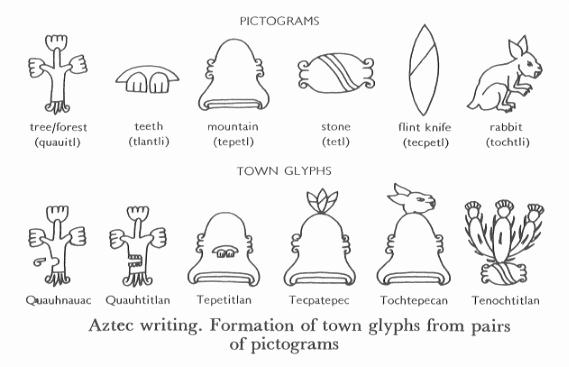 PICTOGRAMS
tree/forest teeth mountain stone flint knife rabbit
(quauitl) (tlantli) (tepetl) (tetl) (tecpetl) (tochtli)
TOWN GLYPHS
Quauhnauac Quauhtitlan Tepetitlan Tecpatepec Tochtepecan Tenochtitlan
Aztec writing. Formation of town glyphs from pairs
of pictograms